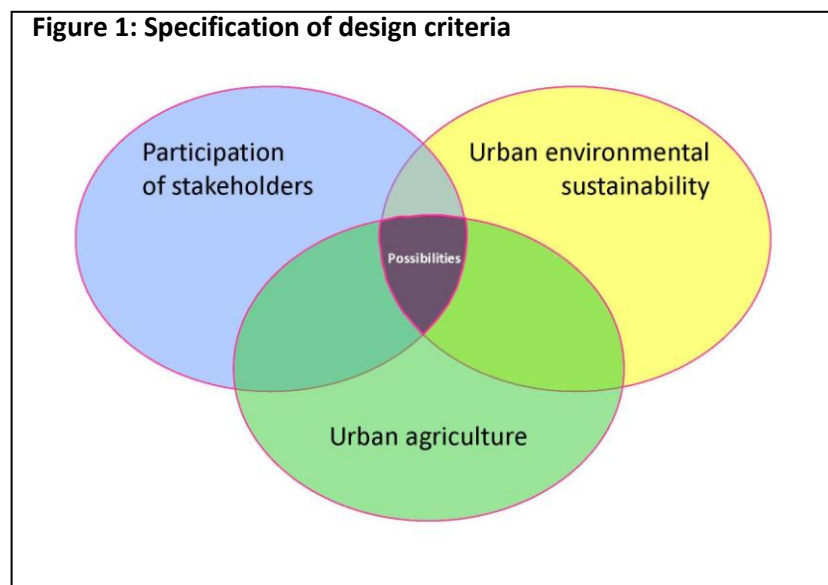 Figure 1: Specification of design criteria
Participation
of stakeholders
Urban environmental
sustainability
Possibilities
Urban agriculture